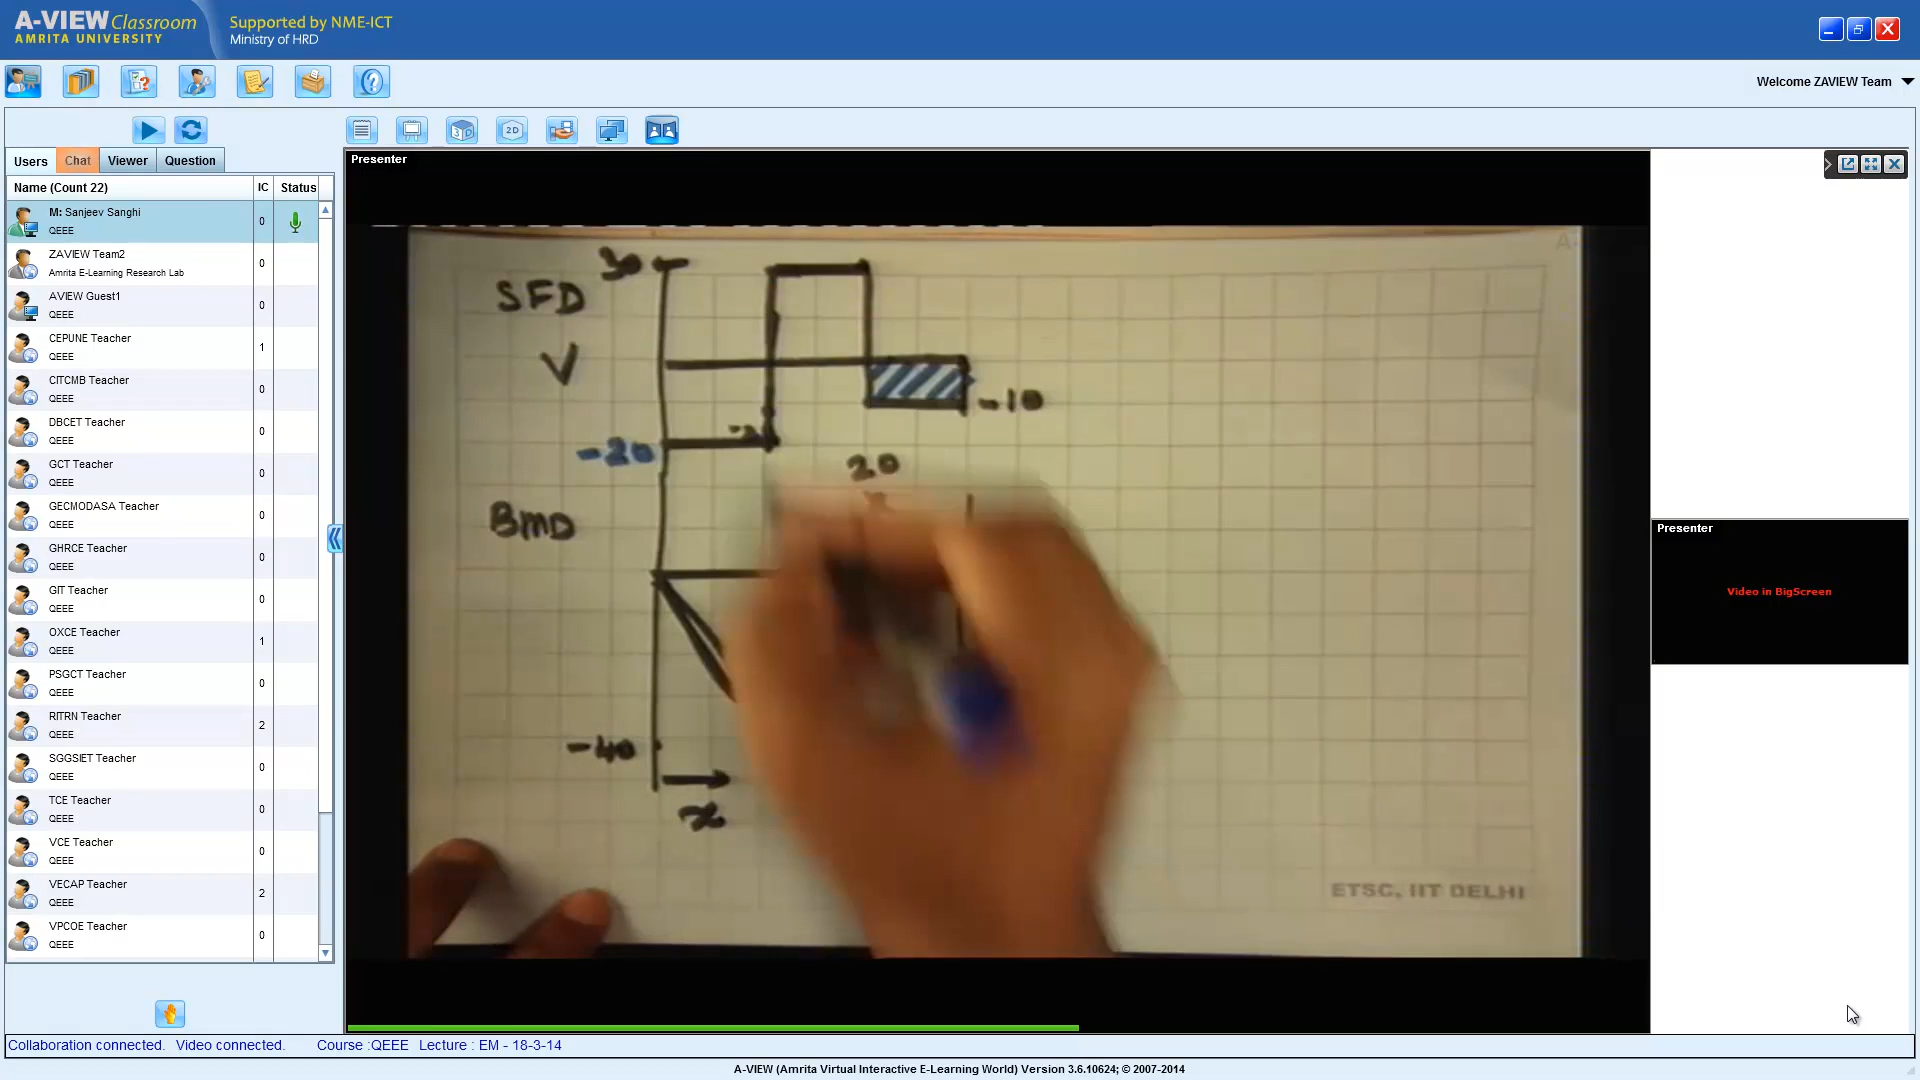 A-VIEW Classroom
AMRITA UNIVERSITY
Supported by NME-ICT
Ministry of HRD
Welcome ZAVIEW Team
3D
2D
Users
Chat
Viewer
Question
Name (Count 22)
IC
Status
M: Sanjeev Sanghi
QEEE
0
ZAVIEW Team2
Amrita E-Learning Research Lab
0
AVIEW Guest1
QEEE
0
CEPUNE Teacher
QEEE
1
CITCMB Teacher
QEEE
0
DBCET Teacher
QEEE
0
GCT Teacher
QEEE
0
GECMODASA Teacher
QEEE
0
GHRCE Teacher
QEEE
0
GIT Teacher
QEEE
0
OXCE Teacher
QEEE
1
PSGCT Teacher
QEEE
0
RITRN Teacher
QEEE
2
SGGSIET Teacher
QEEE
0
TCE Teacher
QEEE
0
VCE Teacher
QEEE
0
VECAP Teacher
QEEE
2
VPCOE Teacher
QEEE
0
Presenter
30
SFD
V
-10
-20
20
BMD
-40
x
ETSC, IIT DELHI
Presenter
Video in BigScreen
Collaboration connected. Video connected. Course :QEEE Lecture : EM - 18-3-14
A-VIEW (Amrita Virtual Interactive E-Learning World) Version 3.6.10624; © 2007-2014